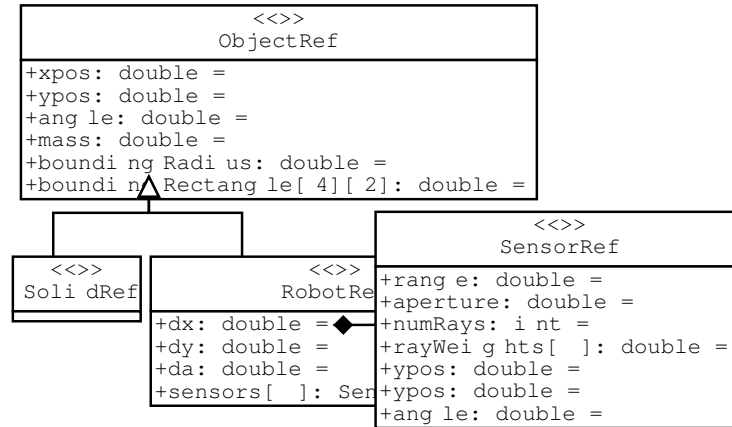 <<>>
ObjectRef
+xpos: double =
+ypos: double =
+ang le: double =
+mass: double =
+boundi ng Radi us: double =
+boundi ng Rectang le[ 4][ 2]: double =
<<>>
Soli dRef
<<>>
RobotRe
+dx: double =
+dy: double =
+da: double =
+sensors[ ]: Sen
<<>>
SensorRef
+rang e: double =
+aperture: double =
+numRays: i nt =
+rayWei g hts[ ]: double =
+ypos: double =
+ypos: double =
+ang le: double =